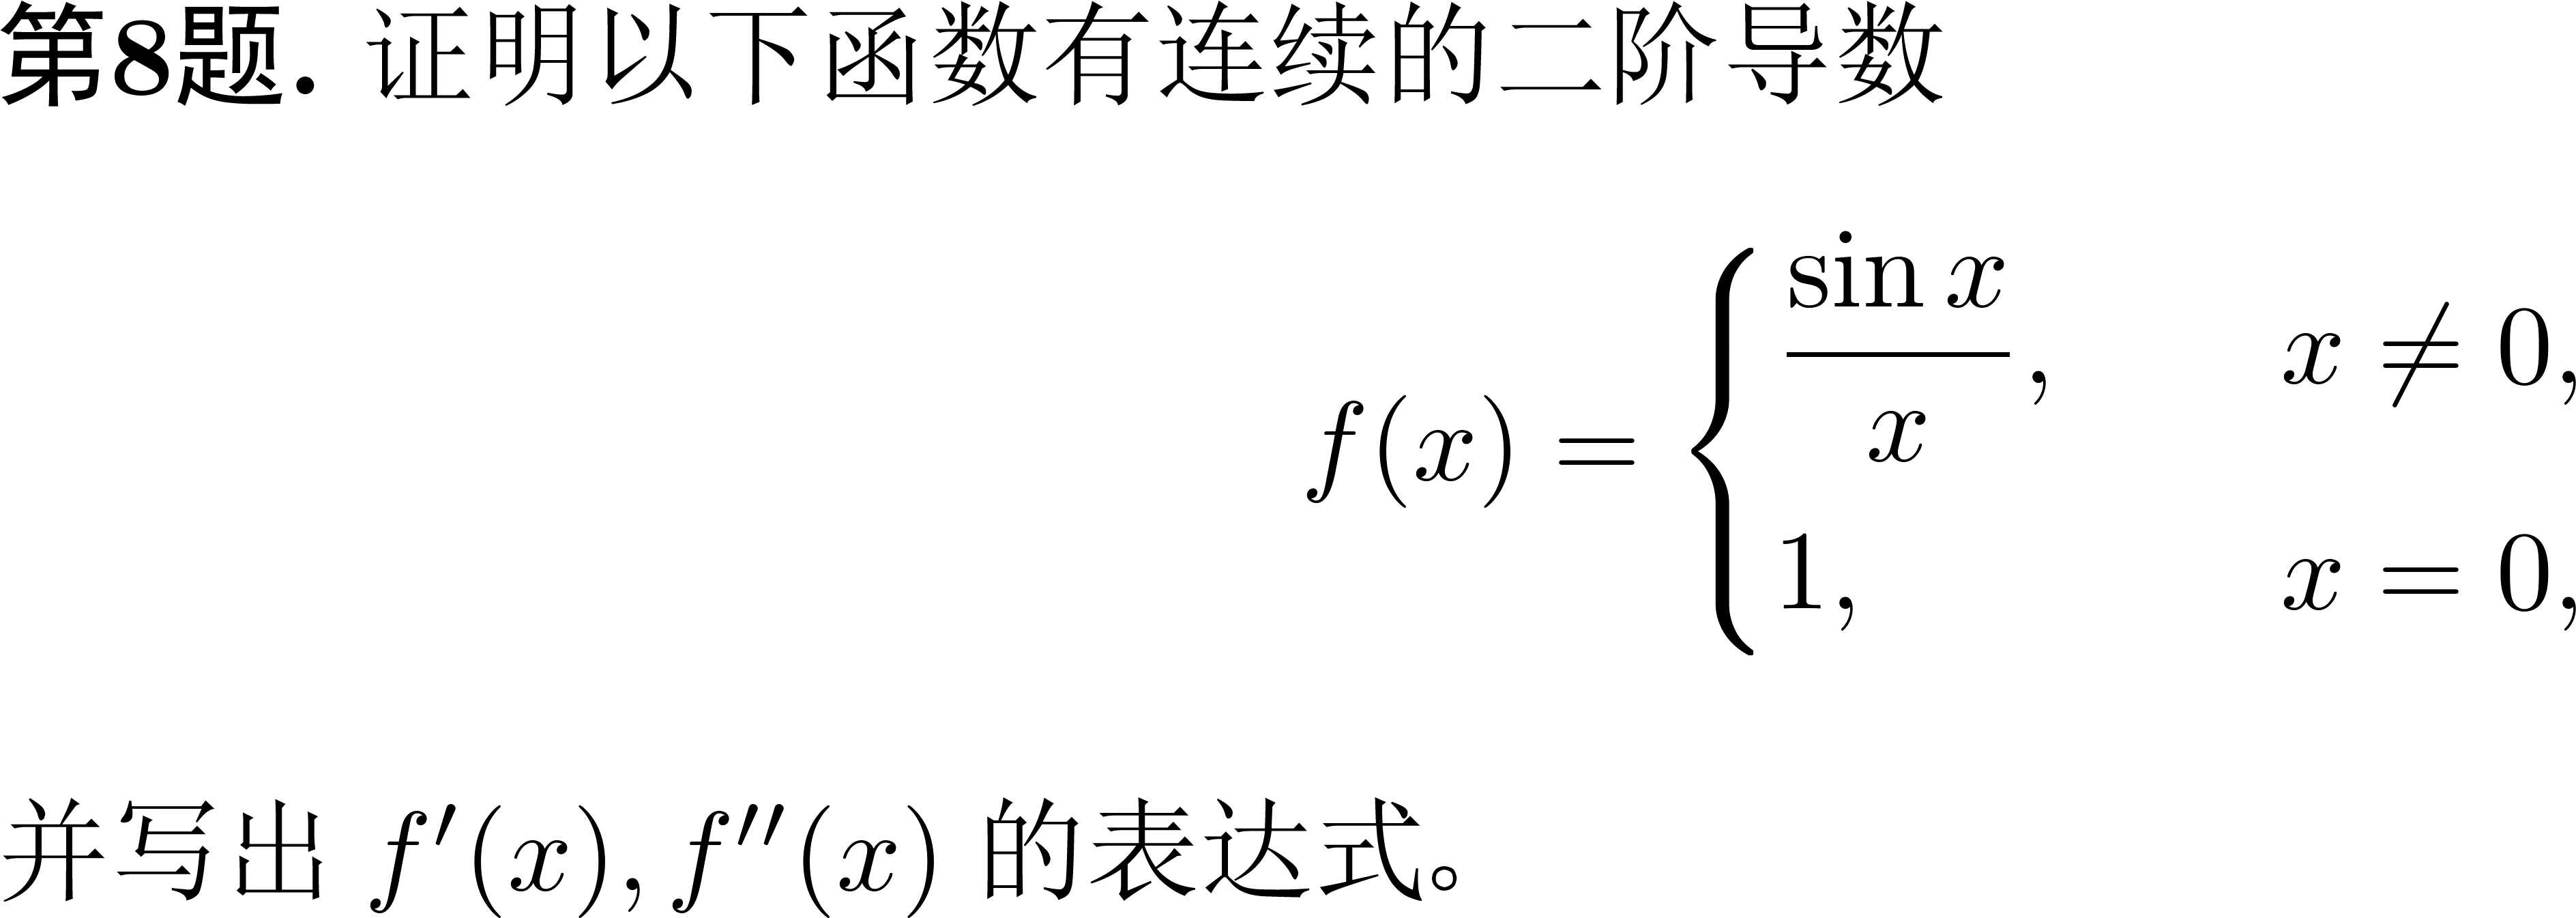 第8题. 证明以下函数有连续的二阶导数
f(x) = { sin x / x, x ≠ 0,
1, x = 0,
并写出 f′(x), f″(x) 的表达式。